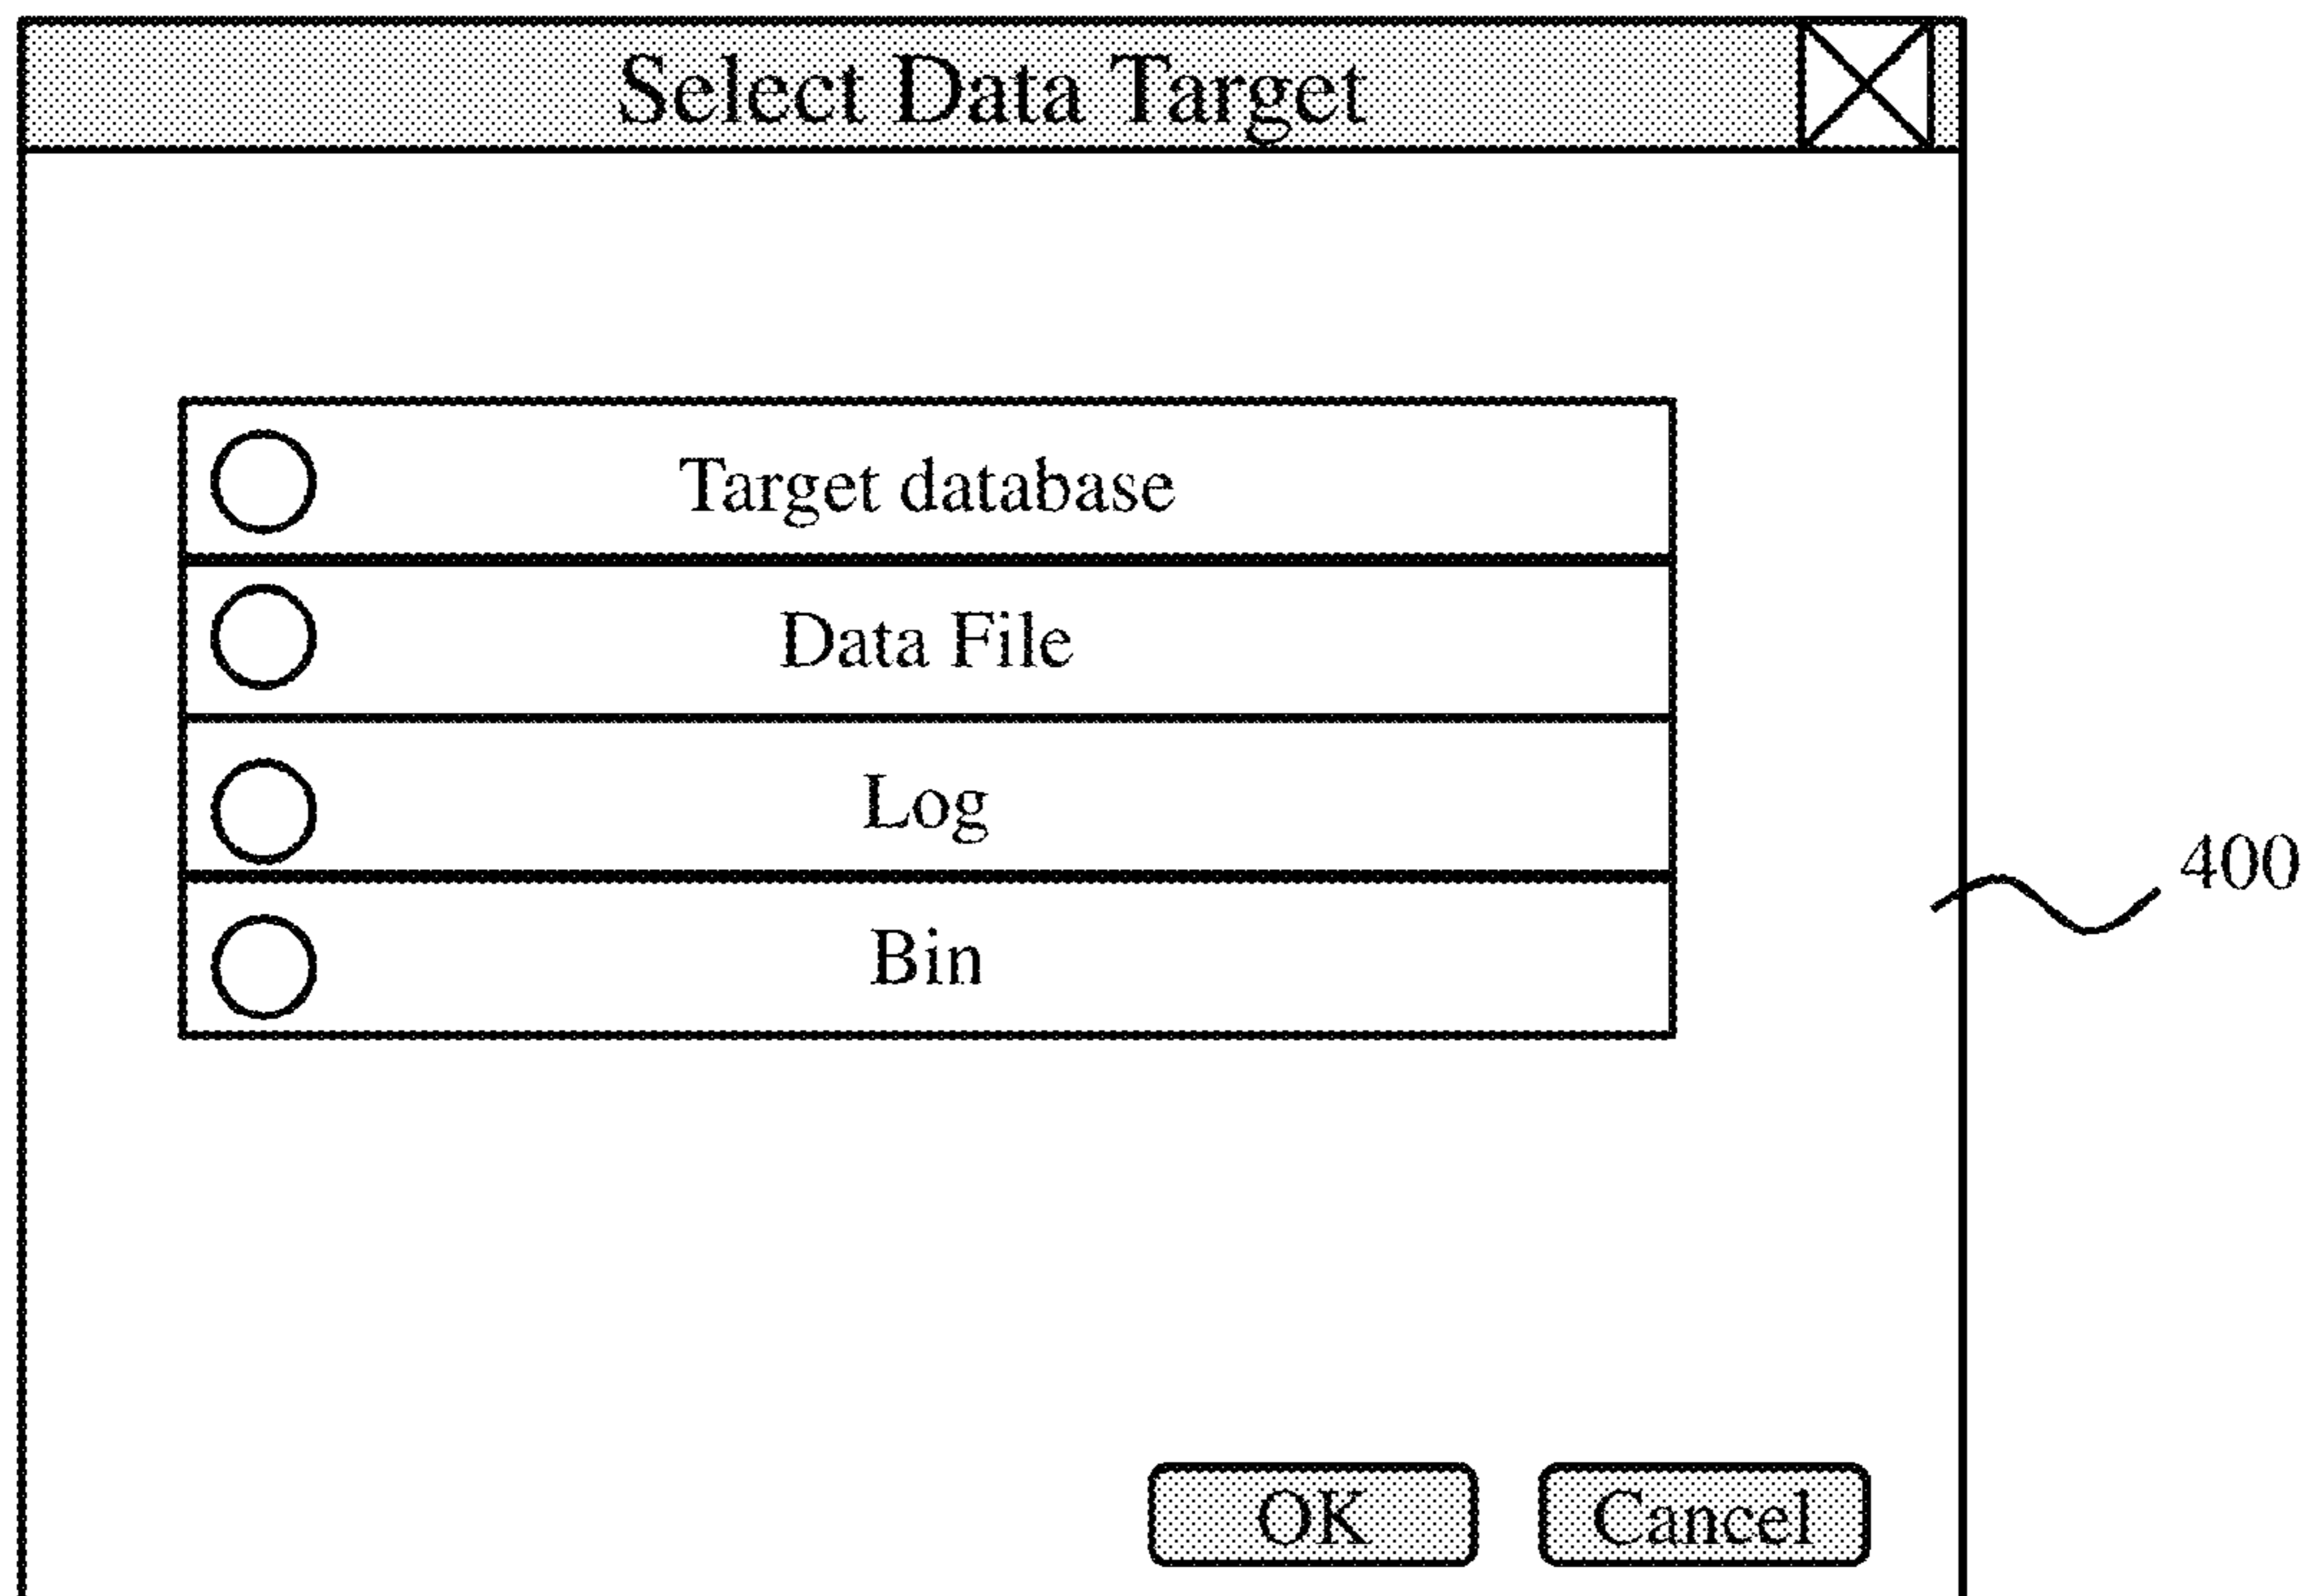 Select Data Target
Target database
Data File
Log
Bin
400
OK
Cancel